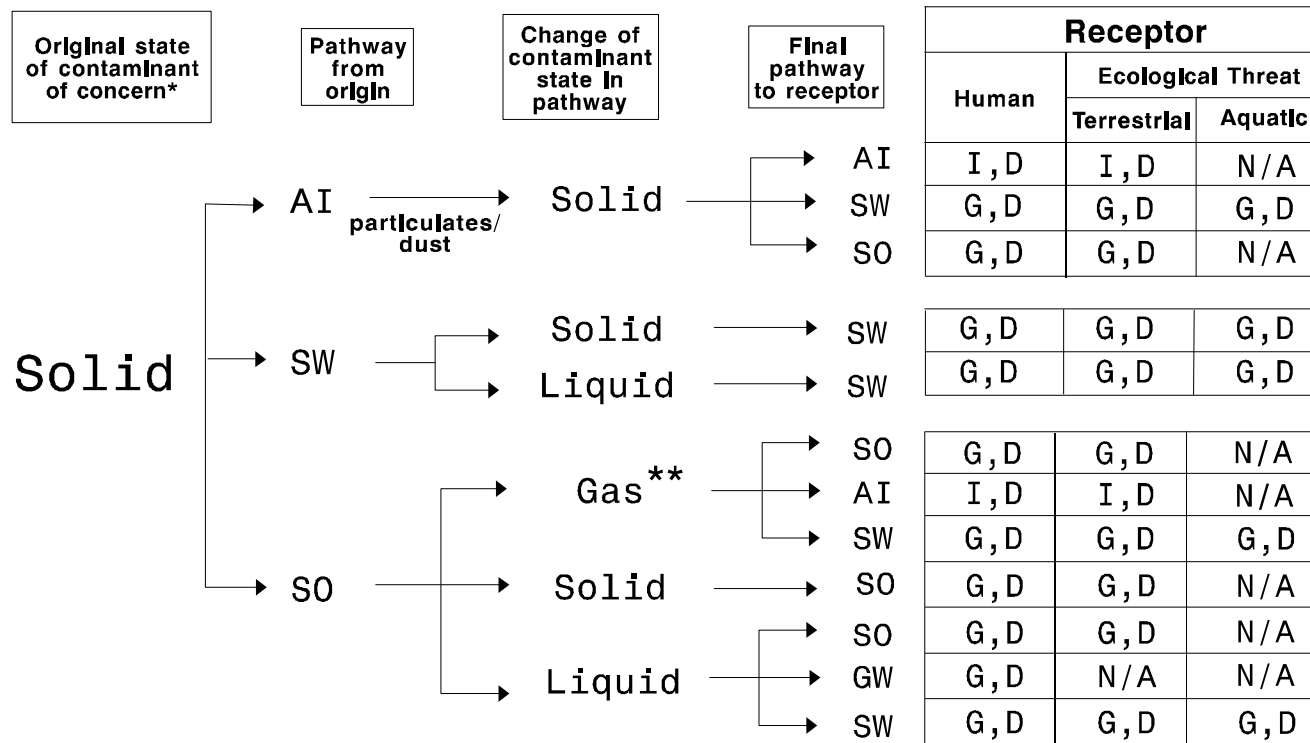 Original state
of contaminant
of concern*
Pathway
from
origin
Change of
contaminant
state in
pathway
Final
pathway
to receptor
Receptor
Human
Ecological Threat
Terrestrial
Aquatic
Solid
AI
particulates/
dust
Solid
AI
I,D
I,D
N/A
SW
G,D
G,D
G,D
SO
G,D
G,D
N/A
SW
Solid
SW
G,D
G,D
G,D
Liquid
SW
G,D
G,D
G,D
SO
Gas**
SO
G,D
G,D
N/A
AI
I,D
I,D
N/A
SW
G,D
G,D
G,D
Solid
SO
G,D
G,D
N/A
Liquid
SO
G,D
G,D
N/A
GW
G,D
N/A
N/A
SW
G,D
G,D
G,D